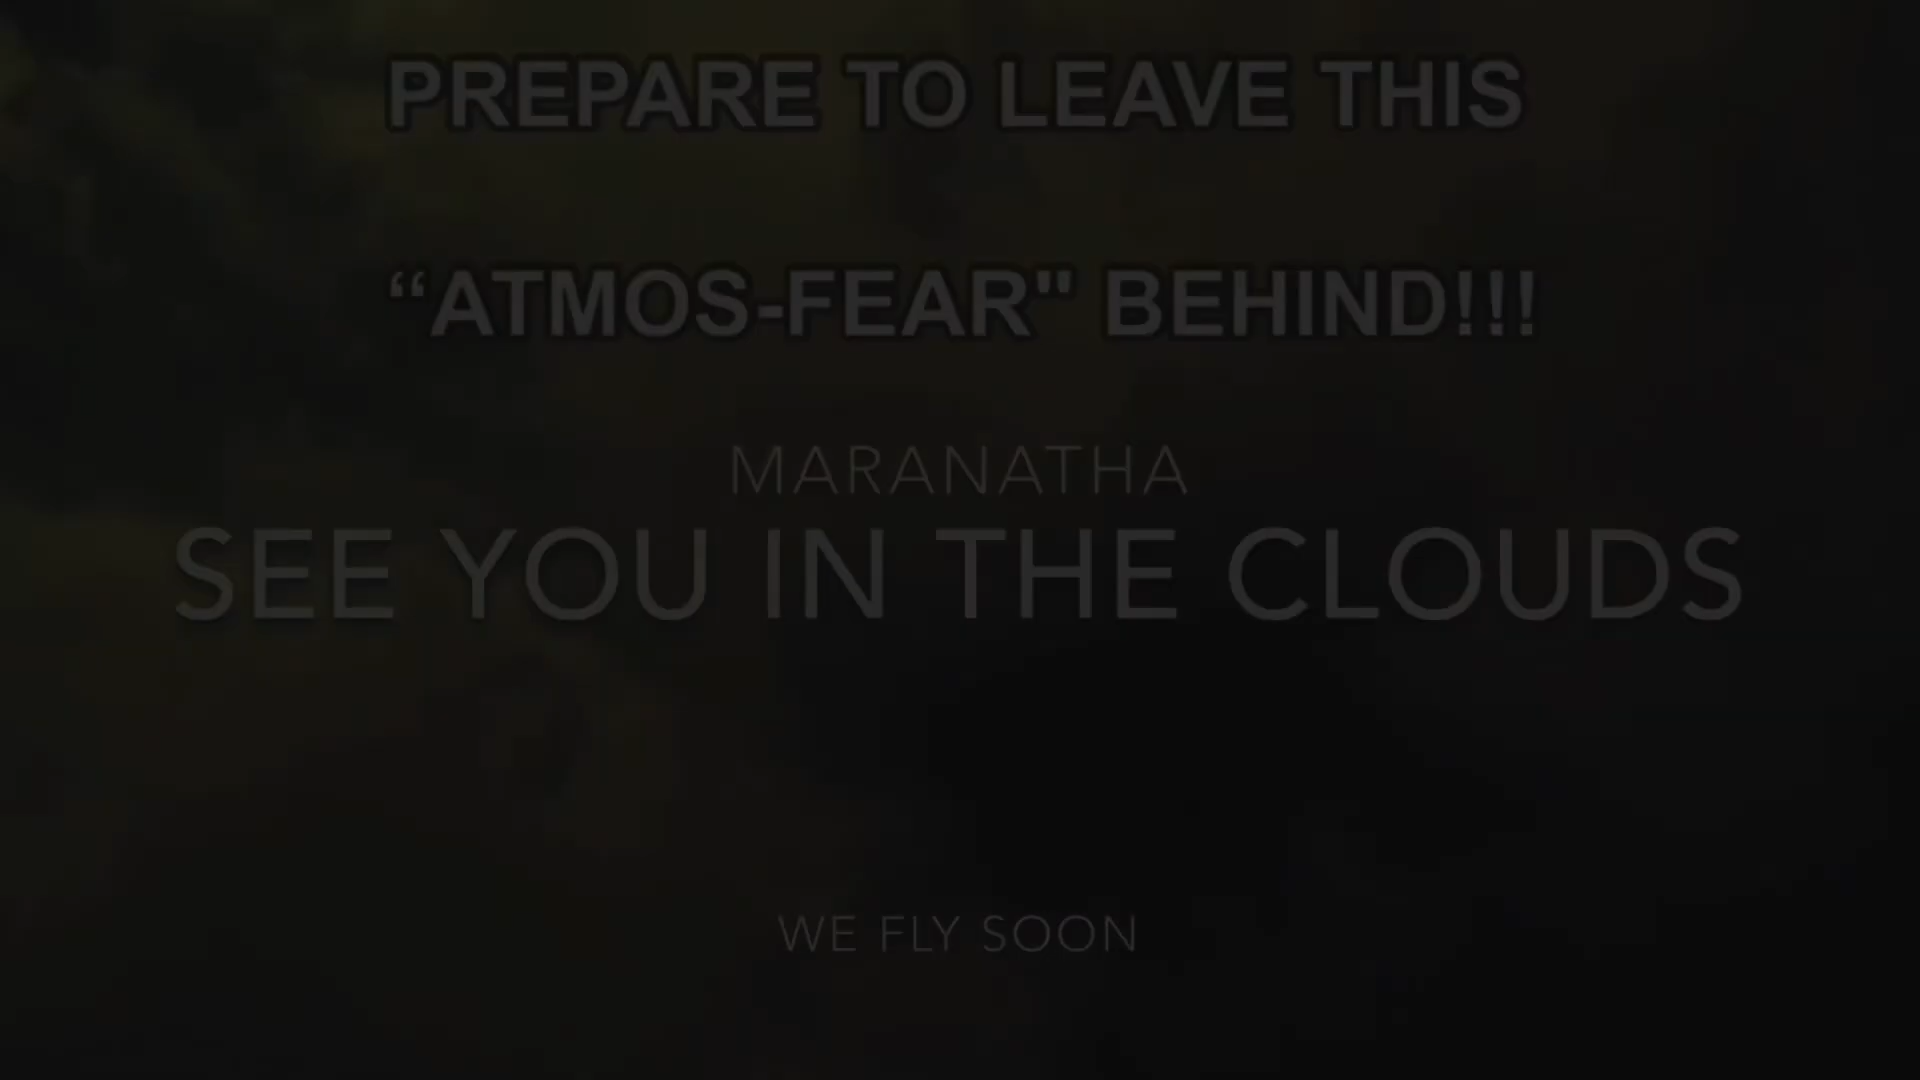 PREPARE TO LEAVE THIS
“ATMOS-FEAR" BEHIND!!!
MARANATHA
SEE YOU IN THE CLOUDS
WE FLY SOON